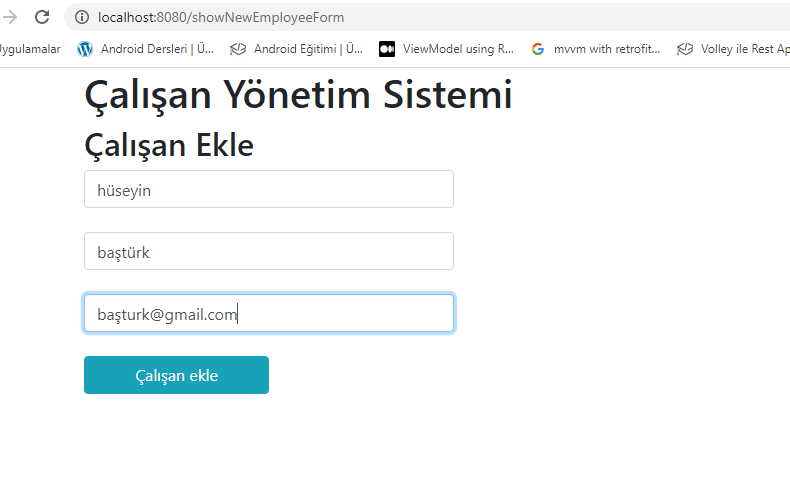 localhost:8080/showNewEmployeeForm
Uygulamalar Android Dersleri | Ü... Android Eğitimi | Ü... ViewModel using R... mvvm with retrofit... Volley ile Rest Ap
Çalışan Yönetim Sistemi
Çalışan Ekle
hüseyin
baştürk
başturk@gmail.com
Çalışan ekle